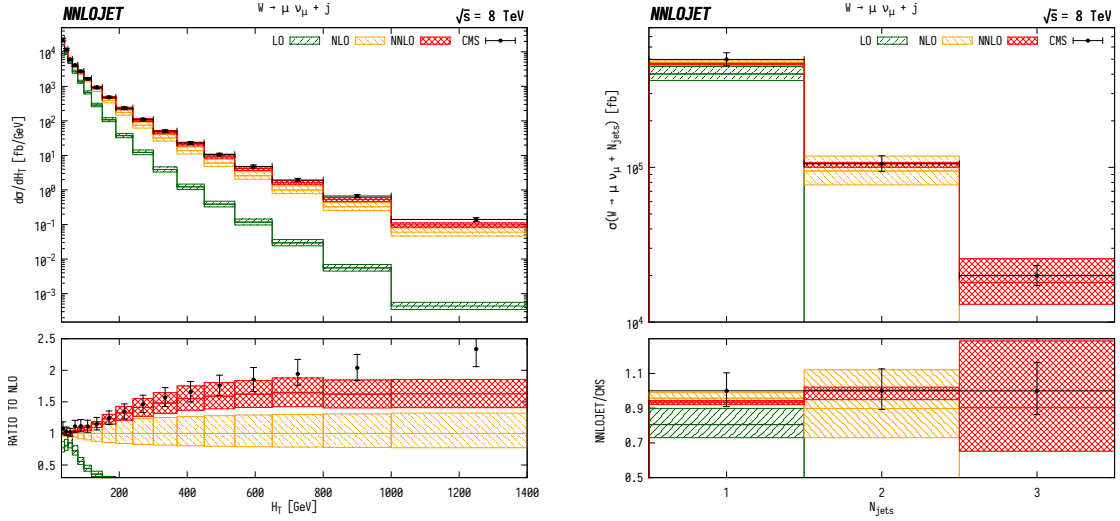 NNLOJET W → μ ν_μ + j √s = 8 TeV
LO NLO NNLO CMS
dσ/dH_T [fb/GeV]
10^4
10^3
10^2
10^1
10^0
10^-1
10^-2
10^-3
RATIO TO NLO
2.5
2
1.5
1
0.5
200 400 600 800 1000 1200 1400
H_T [GeV]
NNLOJET W → μ ν_μ + j √s = 8 TeV
LO NLO NNLO CMS
σ(W → μ ν_μ + N_jets) [fb]
10^5
10^4
NNLOJET/CMS
1.1
0.9
0.7
0.5
1 2 3
N_jets